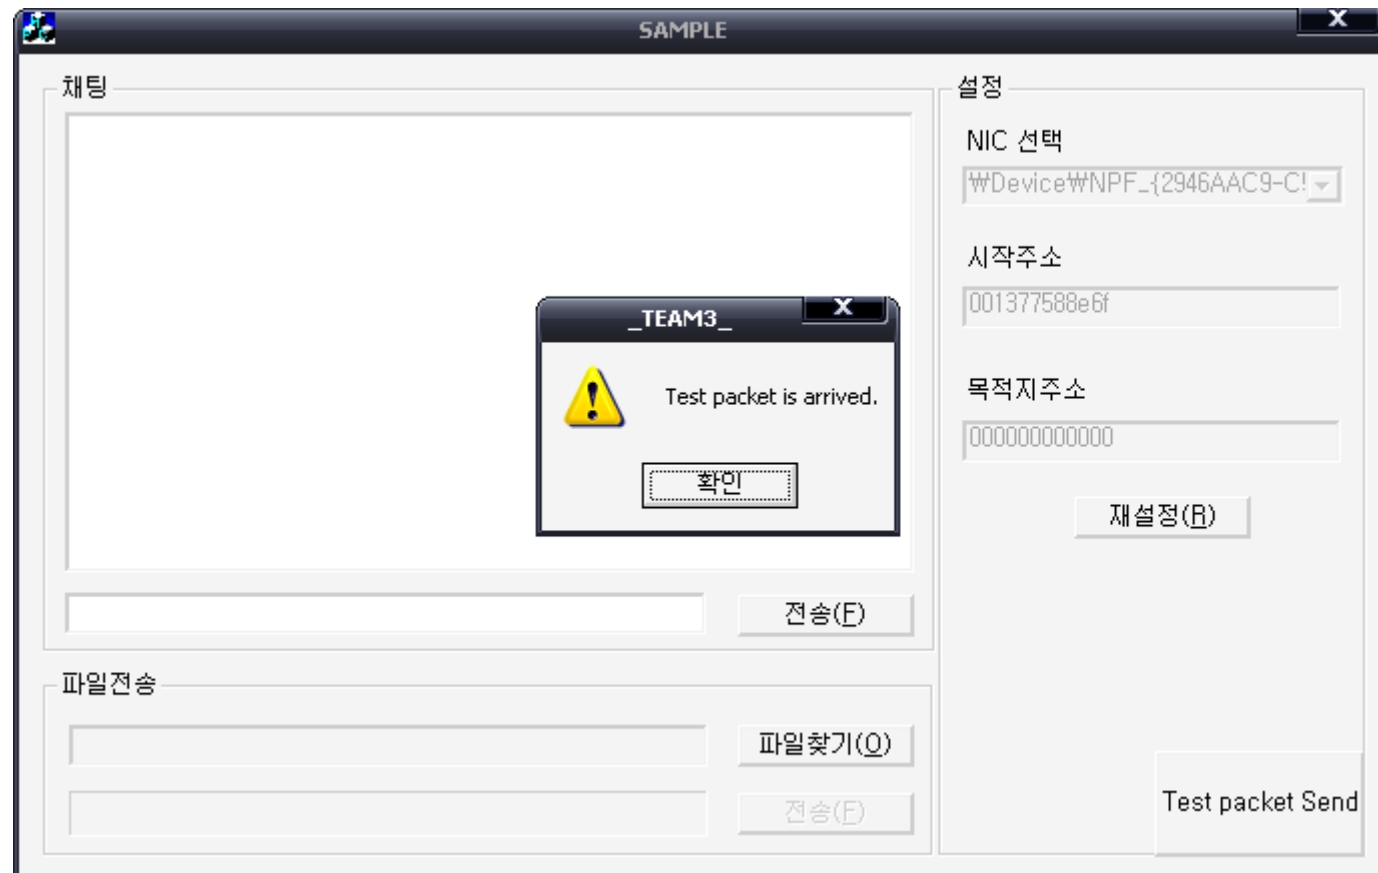 SAMPLE
채팅
설정
NIC 선택
₩Device₩NPF_{2946AAC9-C
시작주소
001377588e6f
_TEAM3_
Test packet is arrived.
확인
목적지주소
000000000000
재설정(R)
전송(F)
파일전송
파일찾기(O)
전송(F)
Test packet Send